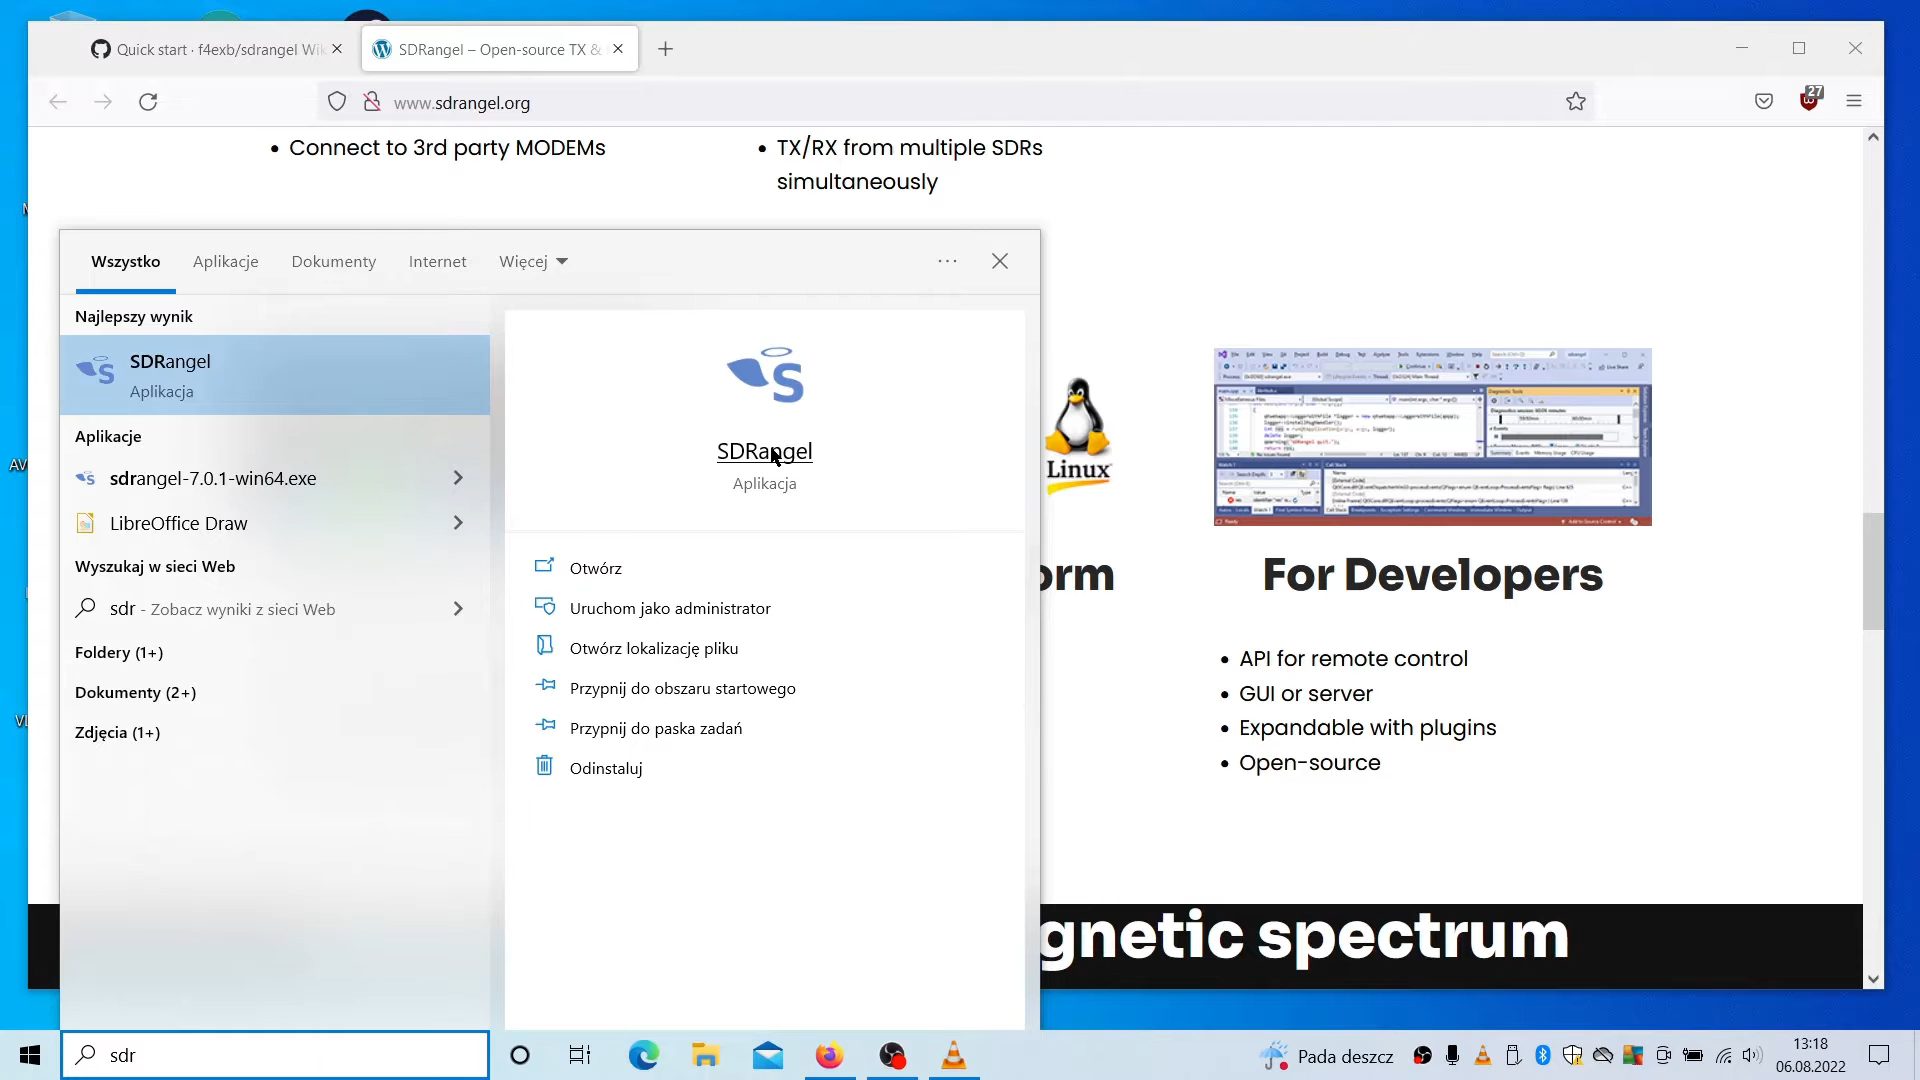 Quick start · f4exb/sdrangel Wik
SDRangel – Open-source TX &
www.sdrangel.org
27
Connect to 3rd party MODEMs
TX/RX from multiple SDRs
simultaneously
Wszystko
Aplikacje
Dokumenty
Internet
Więcej
Najlepszy wynik
SDRangel
Aplikacja
Aplikacje
sdrangel-7.0.1-win64.exe
LibreOffice Draw
Wyszukaj w sieci Web
sdr - Zobacz wyniki z sieci Web
Foldery (1+)
Dokumenty (2+)
Zdjęcia (1+)
SDRangel
Aplikacja
Otwórz
Uruchom jako administrator
Otwórz lokalizację pliku
Przypnij do obszaru startowego
Przypnij do paska zadań
Odinstaluj
Linux
orm
For Developers
API for remote control
GUI or server
Expandable with plugins
Open-source
gnetic spectrum
sdr
Pada deszcz
13:18
06.08.2022